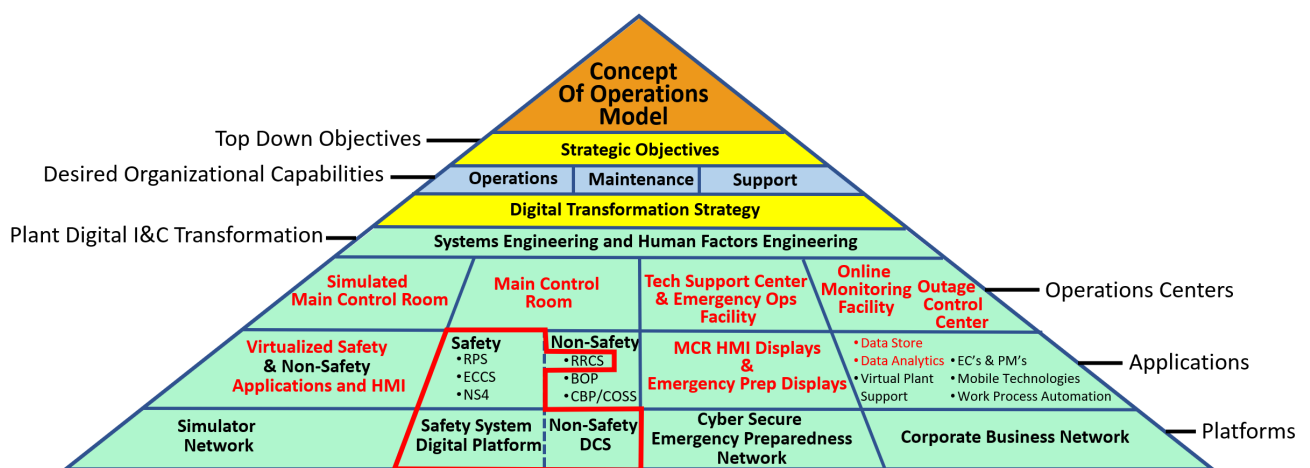 Concept
Of Operations
Model
Top Down Objectives
Strategic Objectives
Desired Organizational Capabilities
Operations
Maintenance
Support
Digital Transformation Strategy
Plant Digital I&C Transformation
Systems Engineering and Human Factors Engineering
Simulated
Main Control Room
Main Control
Room
Tech Support Center
& Emergency Ops
Facility
Online
Monitoring
Facility
Outage
Control
Center
Operations Centers
Virtualized Safety
& Non-Safety
Applications and HMI
Safety
•RPS
•ECCS
•NS4
Non-Safety
•RRCS
•BOP
•CBP/COSS
MCR HMI Displays
&
Emergency Prep Displays
•Data Store
•Data Analytics
•Virtual Plant
Support
•EC's & PM's
•Mobile Technologies
•Work Process Automation
Applications
Simulator
Network
Safety System
Digital Platform
Non-Safety
DCS
Cyber Secure
Emergency Preparedness
Network
Corporate Business Network
Platforms